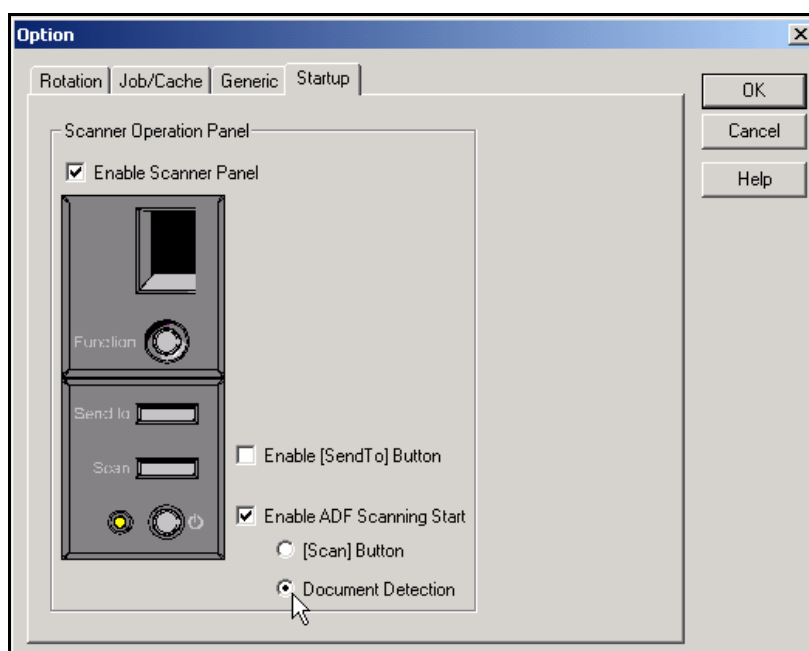 Option
Rotation Job/Cache Generic Startup
OK
Cancel
Help
Scanner Operation Panel
Enable Scanner Panel
Function
Send to
Scan
Enable [SendTo] Button
Enable ADF Scanning Start
[Scan] Button
Document Detection